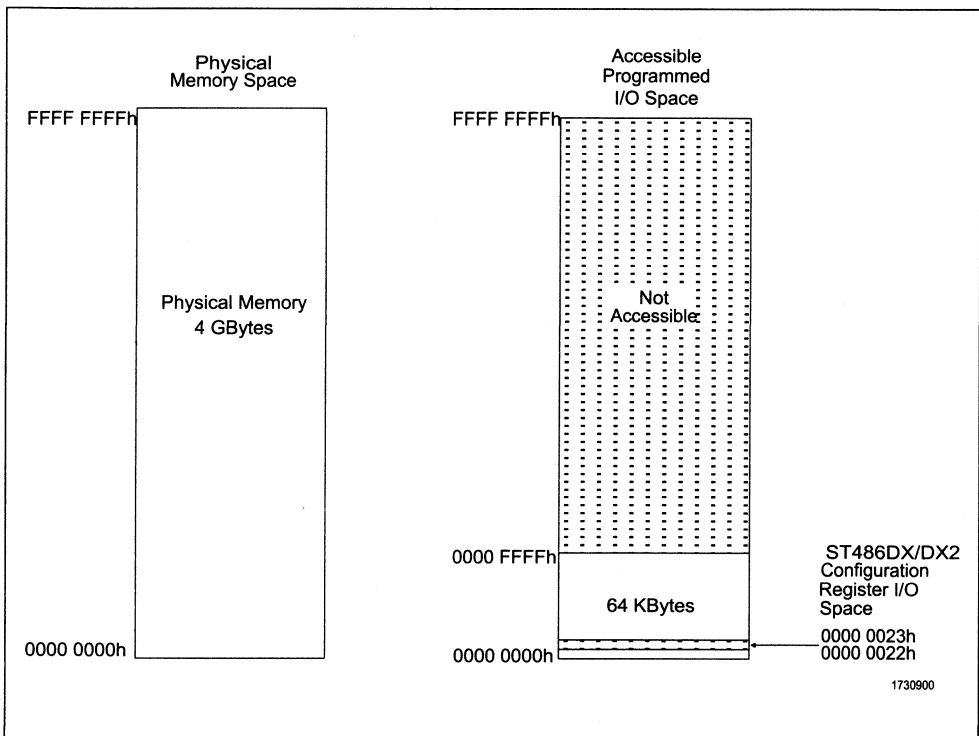 Physical
Memory Space
FFFF FFFFh
Physical Memory
4 GBytes
0000 0000h
Accessible
Programmed
I/O Space
FFFF FFFFh
Not
Accessible
0000 FFFFh
64 KBytes
0000 0000h
ST486DX/DX2
Configuration
Register I/O
Space
0000 0023h
0000 0022h
1730900